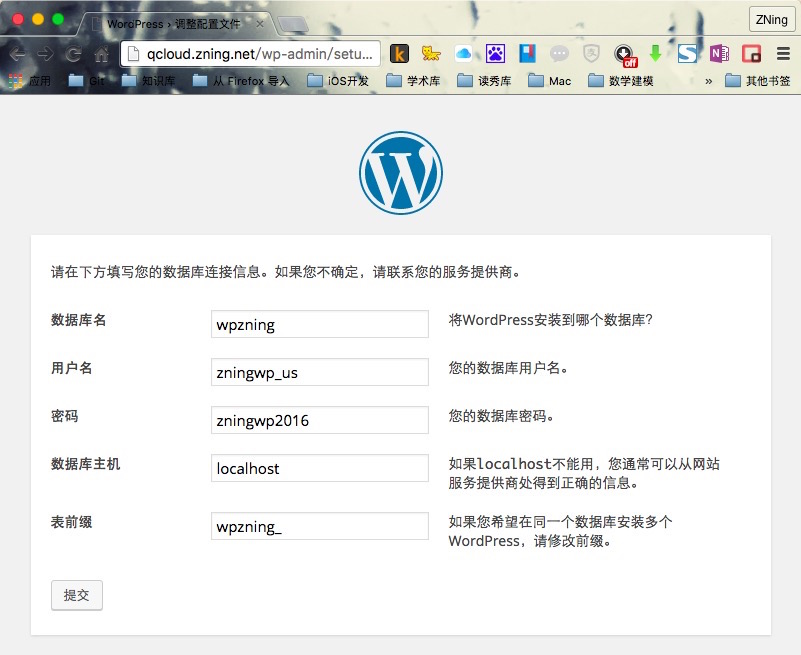 WordPress › 调整配置文件
ZNing
qcloud.zning.net/wp-admin/setu...
off
应用 Git 知识库 从 Firefox 导入 iOS开发 学术库 读秀库 Mac 数学建模 » 其他书签
请在下方填写您的数据库连接信息。如果您不确定，请联系您的服务提供商。
数据库名 wpzning 将WordPress安装到哪个数据库？
用户名 zningwp_us 您的数据库用户名。
密码 zningwp2016 您的数据库密码。
数据库主机 localhost 如果localhost不能用，您通常可以从网站
服务提供商处得到正确的信息。
表前缀 wpzning_ 如果您希望在同一个数据库安装多个
WordPress，请修改前缀。
提交